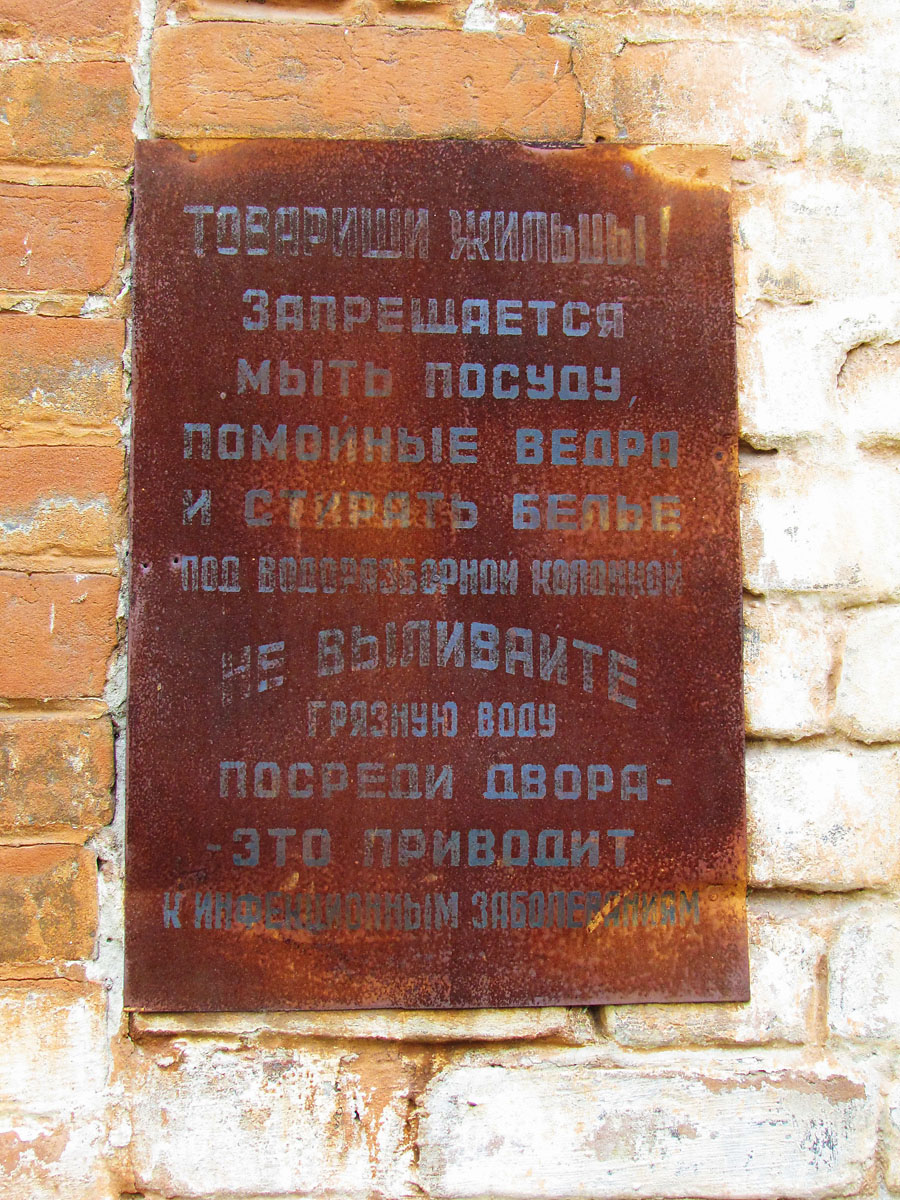 ТОВАРИЩИ ЖИЛЬЦЫ!
ЗАПРЕЩАЕТСЯ
МЫТЬ ПОСУДУ,
ПОМОЙНЫЕ ВЕДРА
И СТИРАТЬ БЕЛЬЕ
ПОД ВОДОРАЗБОРНОЙ КОЛОНКОЙ
НЕ ВЫЛИВАЙТЕ
ГРЯЗНУЮ ВОДУ
ПОСРЕДИ ДВОРА-
-ЭТО ПРИВОДИТ
К ИНФЕКЦИОННЫМ ЗАБОЛЕВАНИЯМ